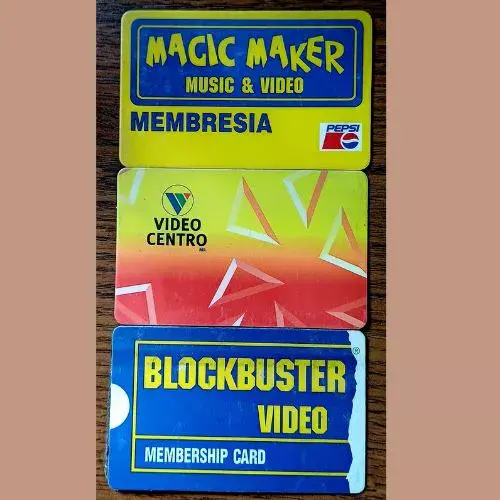 MAGIC MAKER
MUSIC & VIDEO
MEMBRESIA
PEPSI
VIDEO
CENTRO
BLOCKBUSTER
®
VIDEO
MEMBERSHIP CARD